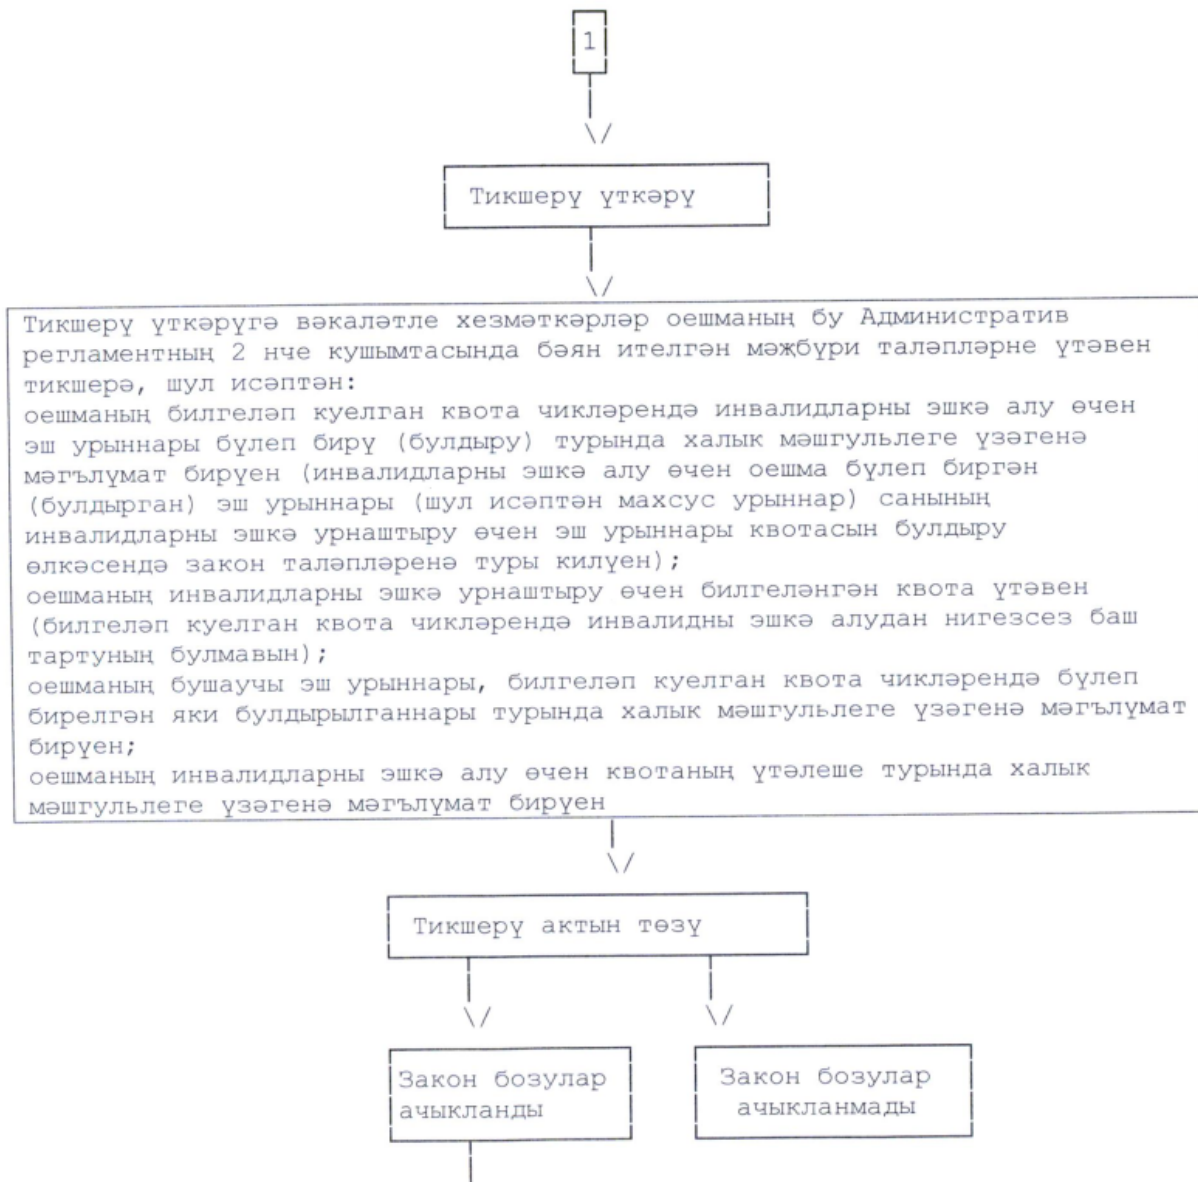 1
Тикшерү үткәрү
Тикшерү үткәрүгә вәкаләтле хезмәткәрләр оешманың бу Административ
регламентның 2 нче кушымтасында бәян ителгән мәҗбүри таләпләрне үтәвен
тикшерә, шул исәптән:
оешманың билгеләп куелган квота чикләрендә инвалидларны эшкә алу өчен
эш урыннары бүлеп бирү (булдыру) турында халык мәшгульлеге үзәгенә
мәгълүмат бирүен (инвалидларны эшкә алу өчен оешма бүлеп биргән
(булдырган) эш урыннары (шул исәптән махсус урыннар) санының
инвалидларны эшкә урнаштыру өчен эш урыннары квотасын булдыру
өлкәсендә закон таләпләренә туры килүен);
оешманың инвалидларны эшкә урнаштыру өчен билгеләнгән квота үтәвен
(билгеләп куелган квота чикләрендә инвалидны эшкә алудан нигезсез баш
тартуның булмавын);
оешманың бушаучы эш урыннары, билгеләп куелган квота чикләрендә бүлеп
бирелгән яки булдырылганнары турында халык мәшгульлеге үзәгенә мәгълүмат
бирүен;
оешманың инвалидларны эшкә алу өчен квотаның үтәлеше турында халык
мәшгульлеге үзәгенә мәгълүмат бирүен
Тикшерү актын төзү
Закон бозулар
ачыкланды
Закон бозулар
ачыкланмады